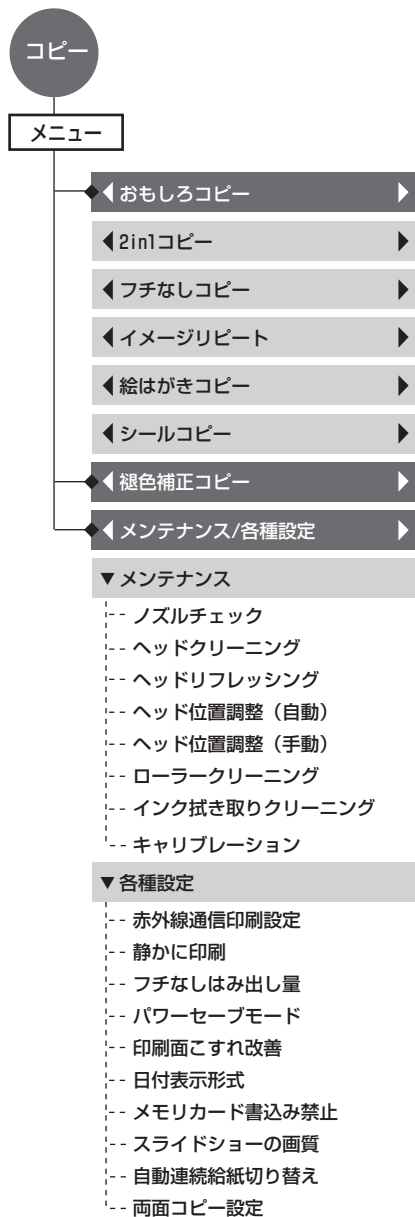 コピー
メニュー
おもしろコピー
2in1コピー
フチなしコピー
イメージリピート
絵はがきコピー
シールコピー
褪色補正コピー
メンテナンス/各種設定
メンテナンス
ノズルチェック
ヘッドクリーニング
ヘッドリフレッシング
ヘッド位置調整（自動）
ヘッド位置調整（手動）
ローラークリーニング
インク拭き取りクリーニング
キャリブレーション
各種設定
赤外線通信印刷設定
静かに印刷
フチなしはみ出し量
パワーセーブモード
印刷面こすれ改善
日付表示形式
メモリカード書込み禁止
スライドショーの画質
自動連続給紙切り替え
両面コピー設定